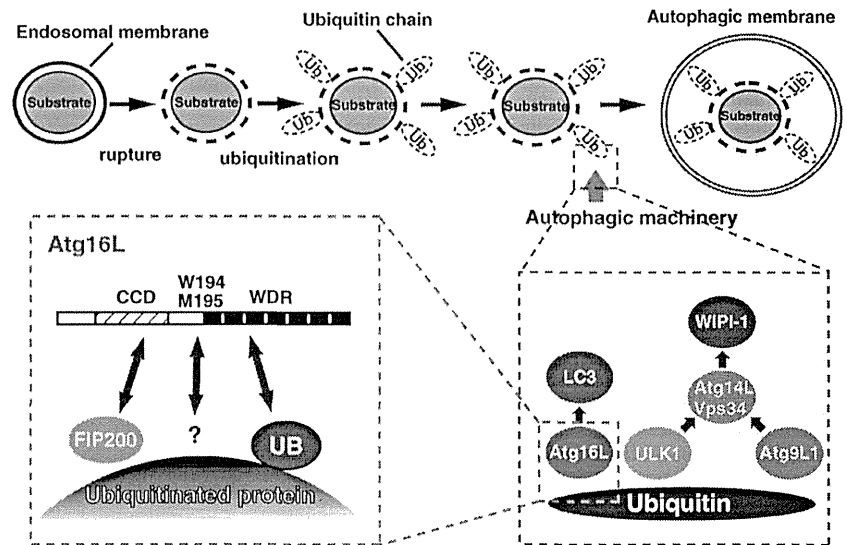 Endosomal membrane
Ubiquitin chain
Autophagic membrane
Substrate
Substrate
Ub
Ub
Substrate
Ub
Ub
Ub
Ub
Substrate
Ub
Ub
Ub
Ub
Substrate
Ub
Ub
rupture
ubiquitination
Autophagic machinery
Atg16L
CCD
W194
M195
WDR
FIP200
?
UB
Ubiquitinated protein
WIPI-1
LC3
Atg14L
Vps34
Atg16L
ULK1
Atg9L1
Ubiquitin